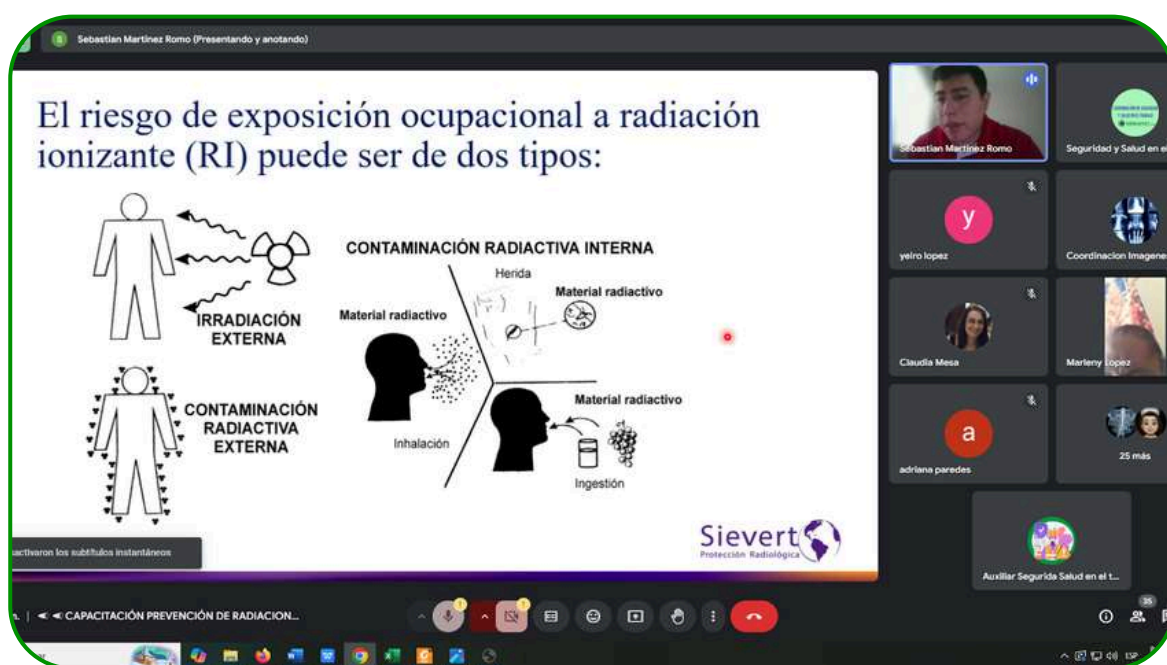 S
Sebastian Martinez Romo (Presentando y anotando)
El riesgo de exposición ocupacional a radiación
ionizante (RI) puede ser de dos tipos:
IRRADIACIÓN
EXTERNA
CONTAMINACIÓN
RADIACTIVA
EXTERNA
CONTAMINACIÓN RADIACTIVA INTERNA
Herida
Material radiactivo
Material radiactivo
Inhalación
Material radiactivo
Ingestión
Sievert
Protección Radiológica
activaron los subtítulos instantáneos
Sebastian Martinez Romo
Seguridad y Salud en el
y
yeiro lopez
Coordinacion Imagene
Claudia Mesa
Marleny Lopez
a
adriana paredes
25 más
Auxiliar Segurida Salud en el t...
CAPACITACIÓN PREVENCIÓN DE RADIACION...
35
ESP